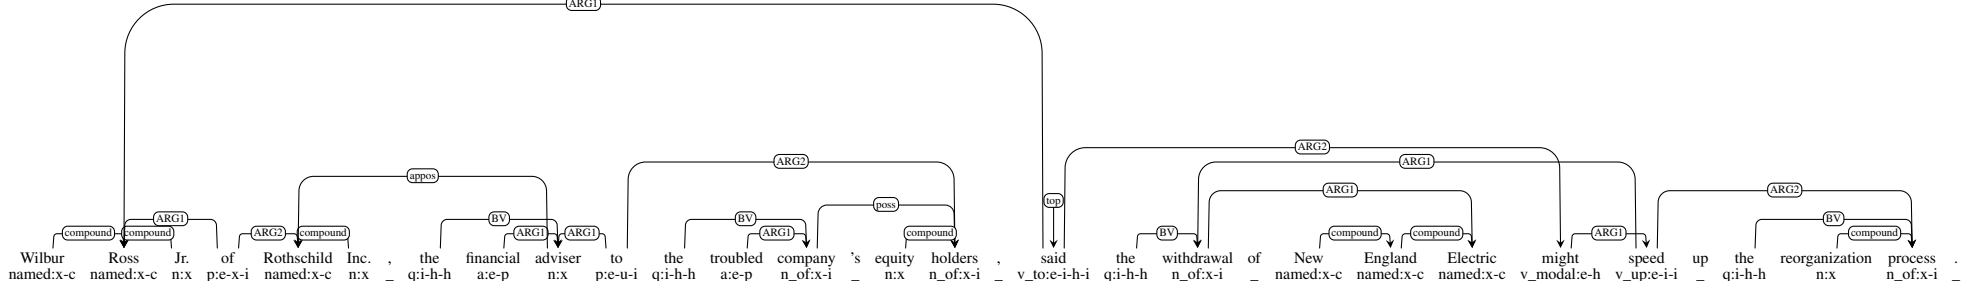 ARG1
ARG2
appos
ARG1
ARG2
poss
top
ARG1
ARG2
compound
ARG1
compound
ARG2
compound
BV
ARG1
ARG1
BV
ARG1
compound
BV
compound
compound
ARG1
BV
compound
Wilbur Ross Jr. of Rothschild Inc. , the financial adviser to the troubled company 's equity holders , said the withdrawal of New England Electric might speed up the reorganization process .
named:x-c named:x-c n:x p:e-x-i named:x-c n:x _ q:i-h-h a:e-p n:x p:e-u-i q:i-h-h a:e-p n_of:x-i _ n:x n_of:x-i _ v_to:e-i-h-i q:i-h-h n_of:x-i _ named:x-c named:x-c named:x-c v_modal:e-h v_up:e-i-i _ q:i-h-h n:x n_of:x-i _